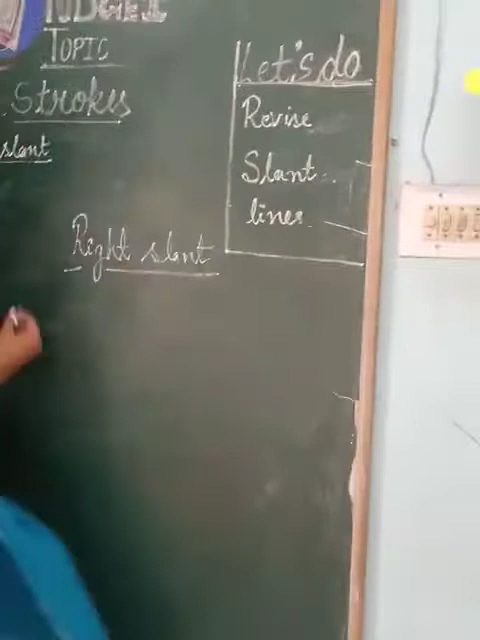 Topic
Strokes
slant
Right slant
Let's do
Revise
Slant
lines